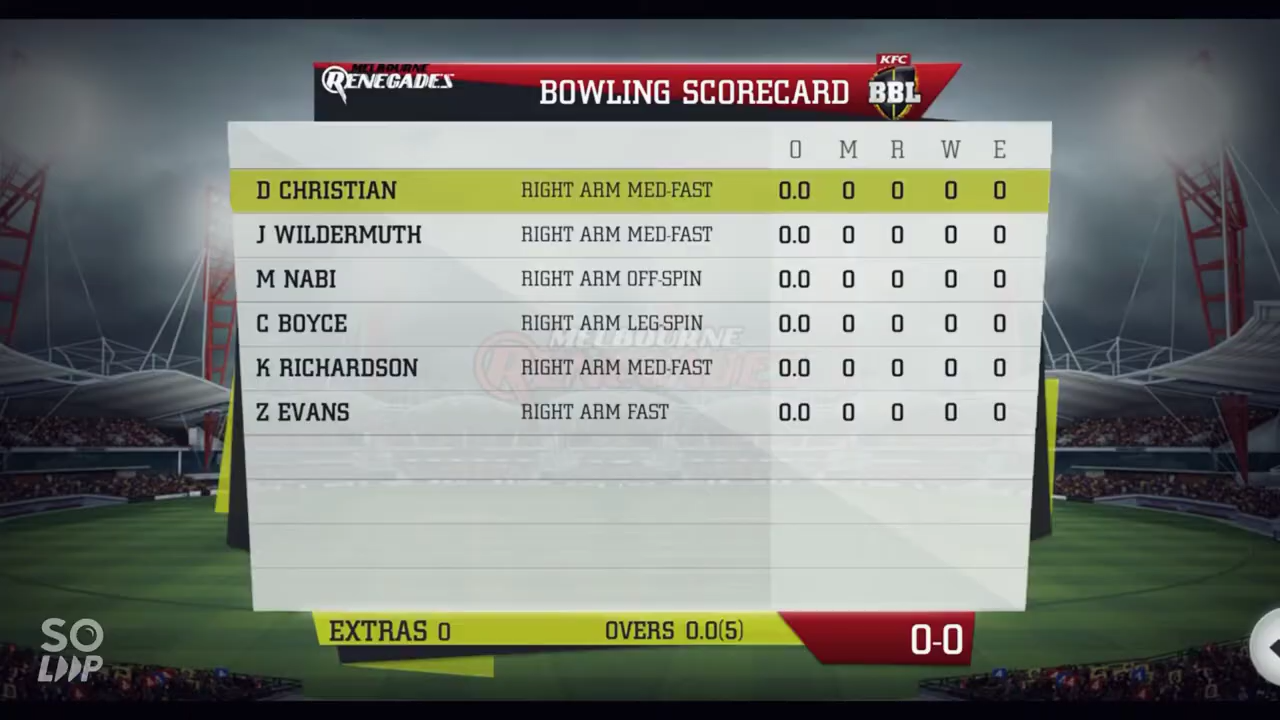 MELBOURNE
RENEGADES
BOWLING SCORECARD
KFC
BBL
O M R W E
D CHRISTIAN RIGHT ARM MED-FAST 0.0 0 0 0 0
J WILDERMUTH RIGHT ARM MED-FAST 0.0 0 0 0 0
M NABI RIGHT ARM OFF-SPIN 0.0 0 0 0 0
C BOYCE RIGHT ARM LEG-SPIN 0.0 0 0 0 0
MELBOURNE
RENEGADES
K RICHARDSON RIGHT ARM MED-FAST 0.0 0 0 0 0
Z EVANS RIGHT ARM FAST 0.0 0 0 0 0
EXTRAS 0 OVERS 0.0(5) 0-0
SO
LOOP